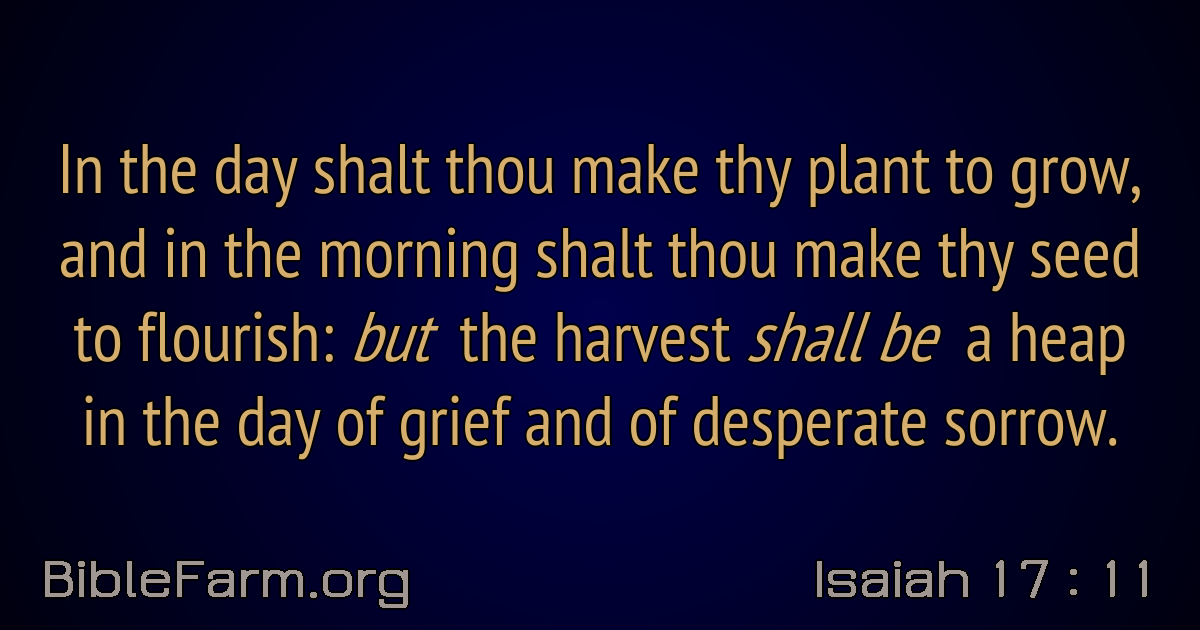 In the day shalt thou make thy plant to grow,
and in the morning shalt thou make thy seed
to flourish: but the harvest shall be a heap
in the day of grief and of desperate sorrow.
BibleFarm.org
Isaiah 17 : 11